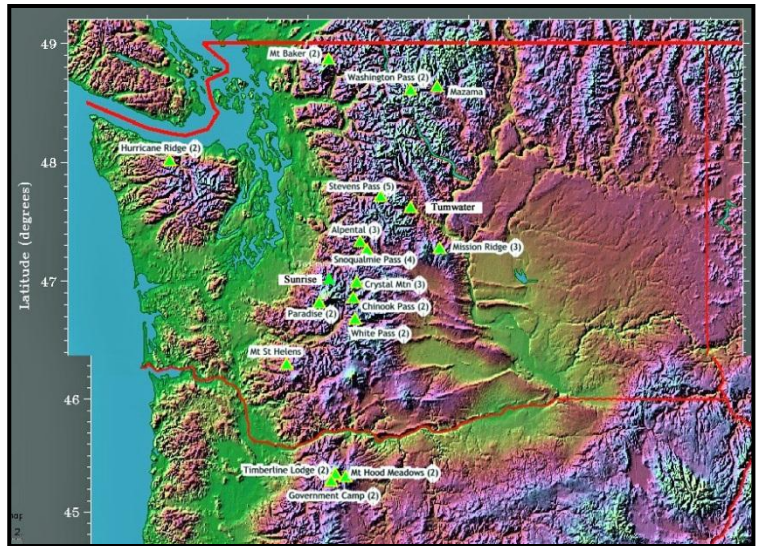 49
Mt Baker (2)
Washington Pass (2)
Mazama
Hurricane Ridge (2)
48
Stevens Pass (5)
Tumwater
Alpental (3)
Mission Ridge (3)
Snoqualmie Pass (4)
Latitude (degrees)
47
Sunrise
Crystal Mtn (3)
Chinook Pass (2)
Paradise (2)
White Pass (2)
Mt St Helens
46
Timberline Lodge (2)
Mt Hood Meadows (2)
Government Camp (2)
45
2